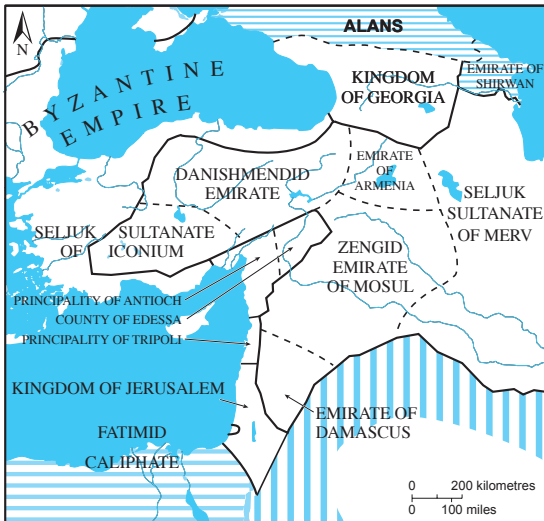 N
ALANS
BYZANTINE
EMPIRE
KINGDOM
OF GEORGIA
EMIRATE OF
SHIRWAN
DANISHMENDID
EMIRATE
EMIRATE
OF
ARMENIA
SELJUK
SULTANATE
OF MERV
SELJUK SULTANATE
OF ICONIUM
ZENGID
EMIRATE
OF MOSUL
PRINCIPALITY OF ANTIOCH
COUNTY OF EDESSA
PRINCIPALITY OF TRIPOLI
KINGDOM OF JERUSALEM
EMIRATE OF
DAMASCUS
FATIMID
CALIPHATE
0 200 kilometres
0 100 miles